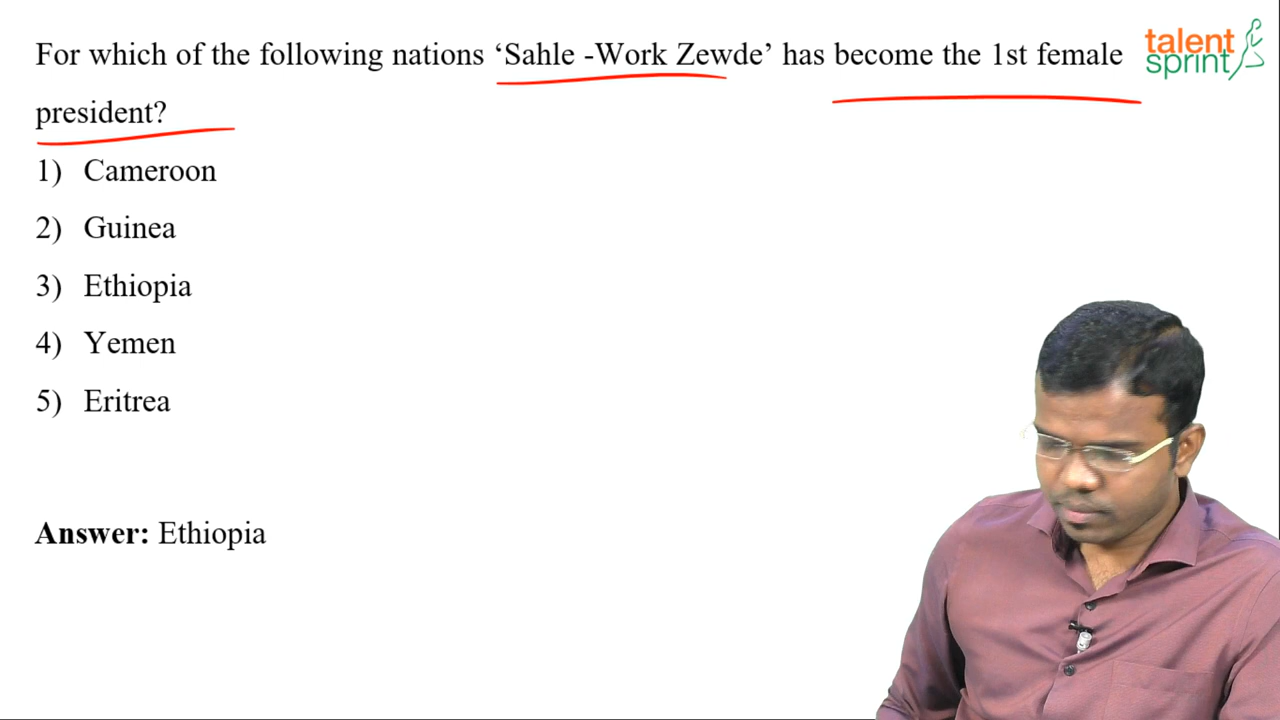 For which of the following nations ‘Sahle -Work Zewde’ has become the 1st female
president?
talent
sprint
1) Cameroon
2) Guinea
3) Ethiopia
4) Yemen
5) Eritrea
Answer: Ethiopia